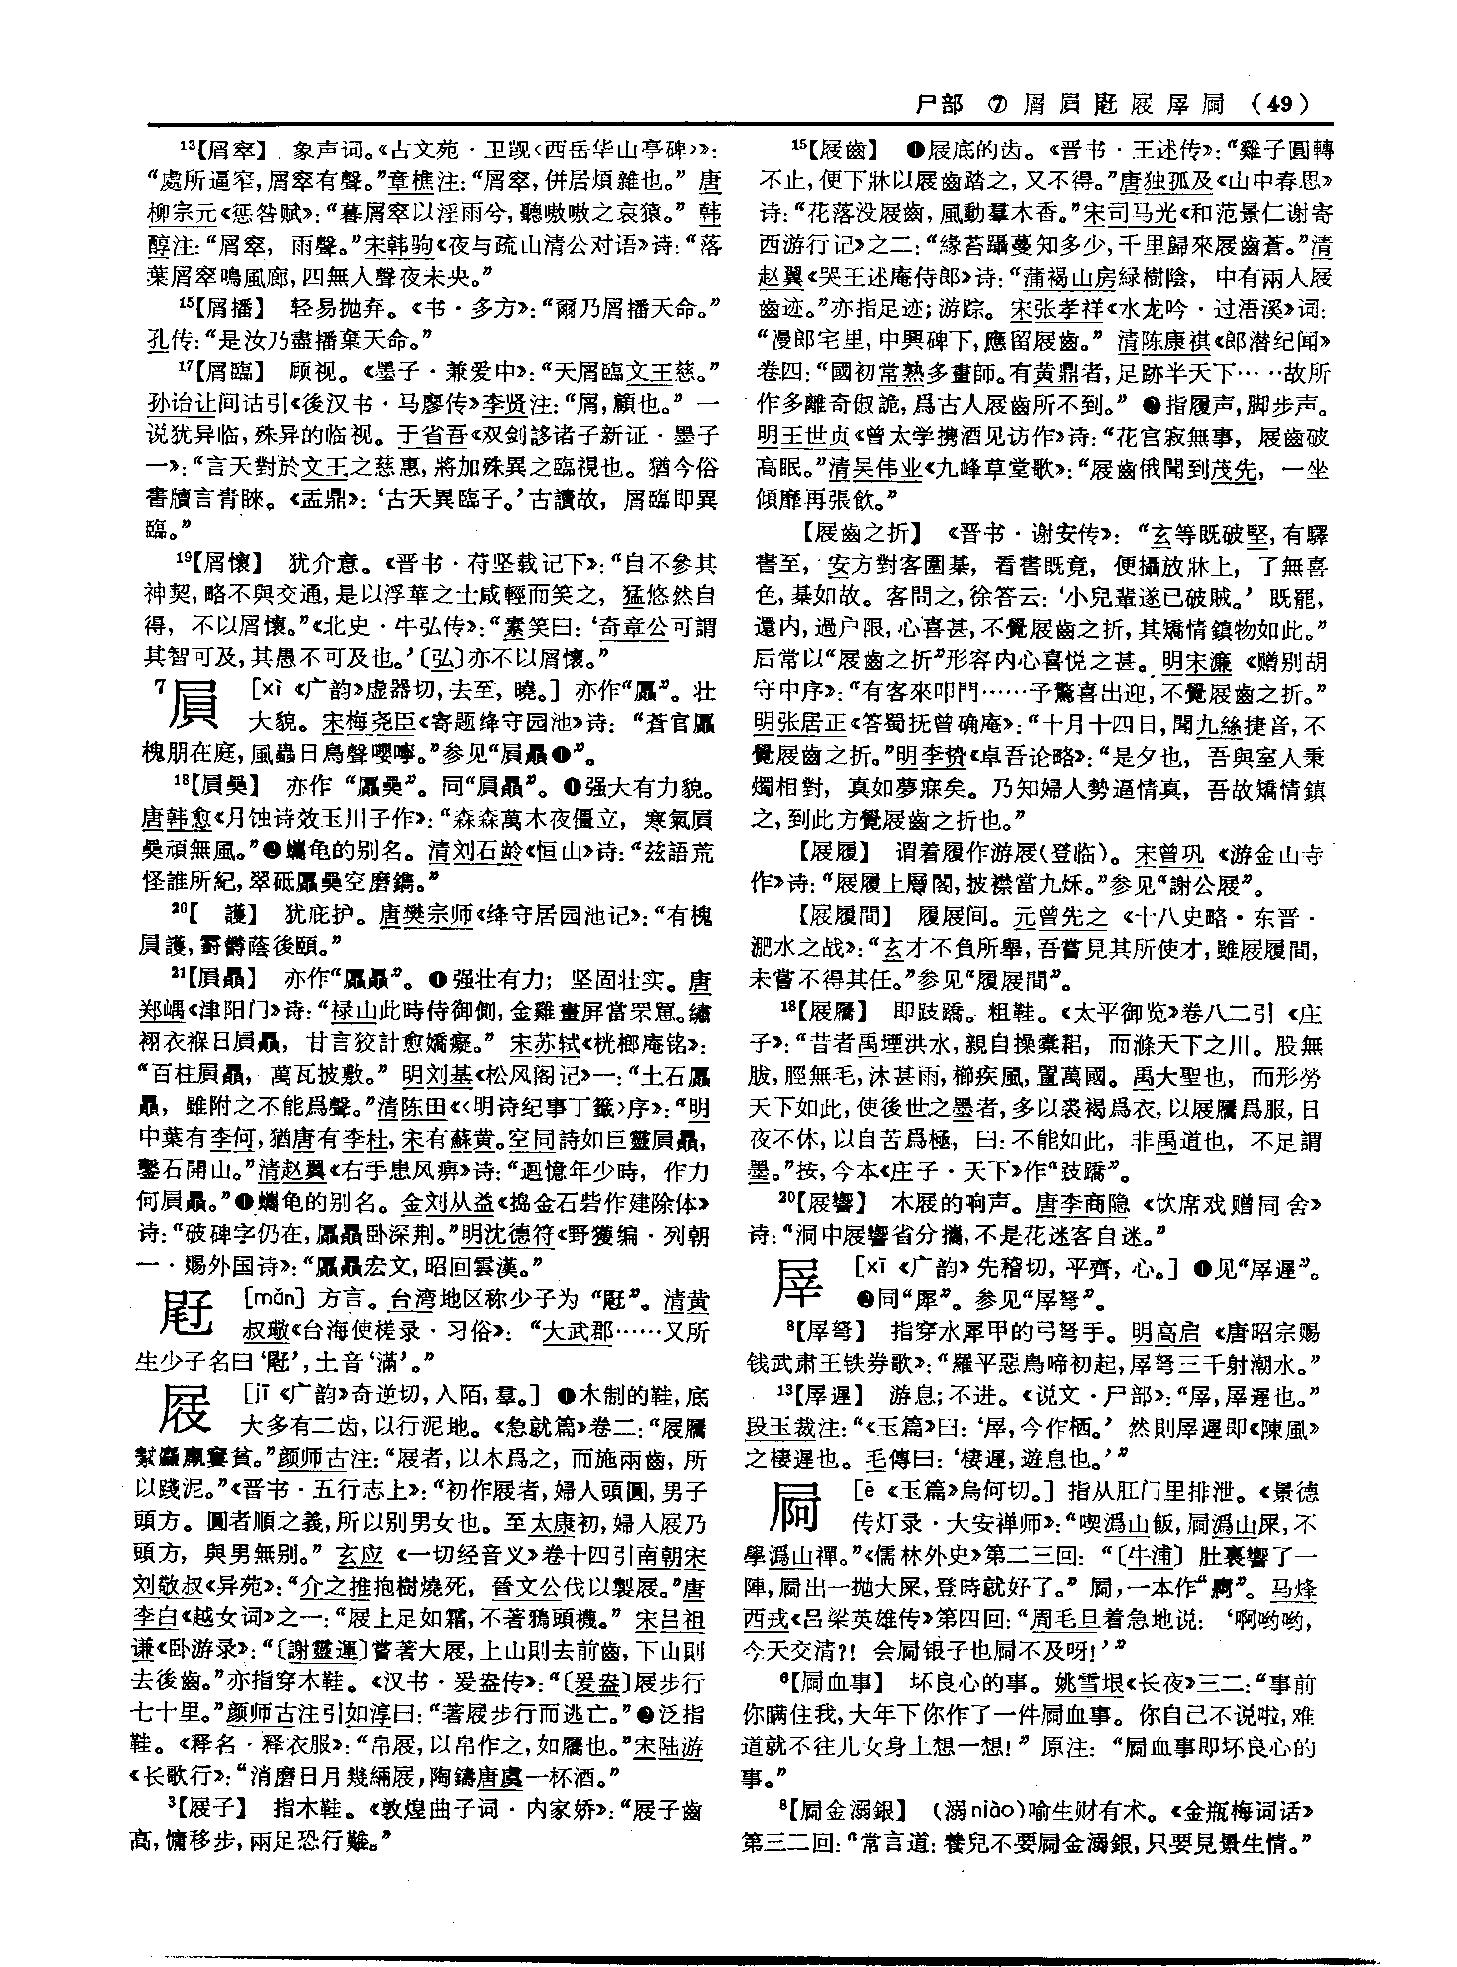 尸部 ⑦ 屑 屓 屘 屐 屖 屙 (49)
¹³【屑窣】 象声词。《古文苑·卫觊〈西岳华山亭碑〉》：
“處所逼窄，屑窣有聲。”章樵注：“屑窣，併居煩雜也。” 唐
柳宗元《惩咎赋》：“暮屑窣以淫雨兮，聽嗷嗷之哀猿。” 韩
醇注：“屑窣，雨聲。”宋韩驹《夜与疏山清公对语》诗：“落
葉屑窣鳴風廊，四無人聲夜未央。”
¹⁵【屑播】 轻易抛弃。《书·多方》：“爾乃屑播天命。”
孔传：“是汝乃盡播棄天命。”
¹⁷【屑臨】 顾视。《墨子·兼爱中》：“天屑臨文王慈。”
孙诒让间诂引《後汉书·马廖传》李贤注：“屑，顧也。” 一
说犹异临，殊异的临视。于省吾《双剑誃诸子新证·墨子
一》：“言天對於文王之慈惠，將加殊異之臨視也。猶今俗
書牘言青睞。《盂鼎》：‘古天異臨子。’古讀故，屑臨即異
臨。”
¹⁹【屑懷】 犹介意。《晋书·苻坚载记下》：“自不參其
神契，略不與交通，是以浮華之士咸輕而笑之，猛悠然自
得，不以屑懷。”《北史·牛弘传》：“素笑曰：‘奇章公可謂
其智可及，其愚不可及也。’〔弘〕亦不以屑懷。”
⁷屓 [xì 《广韵》虚器切，去至，曉。] 亦作“屭”。壮
大貌。宋梅尧臣《寄题绛守园池》诗：“蒼官屭
槐朋在庭，風蟲日鳥聲嚶嚀。”参见“屓贔❶”。
¹⁸【屓奰】 亦作“屭奰”。同“屓贔”。❶强大有力貌。
唐韩愈《月蚀诗效玉川子作》：“森森萬木夜僵立，寒氣屓
奰頑無風。”❷蠵龟的别名。清刘石龄《恒山》诗：“兹語荒
怪誰所紀，翠砥屭奰空磨鐫。”
²⁰【 護】 犹庇护。唐樊宗师《绛守居园池记》：“有槐
屓護，霨鬱蔭後頤。”
²¹【屓贔】 亦作“屭贔”。❶强壮有力；坚固壮实。唐
郑嵎《津阳门》诗：“禄山此時侍御側，金雞畫屏當罘罳。繡
𧙥衣褓日屓贔，甘言狡計愈嬌癡。” 宋苏轼《桄榔庵铭》：
“百柱屓贔，萬瓦披敷。” 明刘基《松风阁记》一：“土石屭
贔，雖附之不能爲聲。”清陈田《〈明诗纪事丁籤〉序》：“明
中葉有李何，猶唐有李杜，宋有蘇黄。空同詩如巨靈屓贔，
鑿石開山。”清赵翼《右手患风痹》诗：“迴憶年少時，作力
何屓贔。”❶蠵龟的别名。金刘从益《捣金石砦作建除体》
诗：“破碑字仍在，屭贔卧深荆。”明沈德符《野獲编·列朝
一·赐外国诗》：“屭贔宏文，昭回雲漢。”
屘 [mǎn] 方言。台湾地区称少子为“屘”。清黄
叔璥《台海使槎录·习俗》：“大武郡……又所
生少子名曰‘屘’，土音‘滿’。”
屐 [jī 《广韵》奇逆切，入陌，羣。] ❶木制的鞋，底
大多有二齿，以行泥地。《急就篇》卷二：“屐屩
䋈麤羸窶貧。”颜师古注：“屐者，以木爲之，而施兩齒，所
以踐泥。”《晋书·五行志上》：“初作屐者，婦人頭圓，男子
頭方。圓者順之義，所以别男女也。至太康初，婦人屐乃
頭方，與男無别。” 玄应《一切经音义》卷十四引南朝宋
刘敬叔《异苑》：“介之推抱樹燒死，晉文公伐以製屐。”唐
李白《越女词》之一：“屐上足如霜，不著鴉頭襪。” 宋吕祖
谦《卧游录》：“〔謝靈運〕嘗著大屐，上山則去前齒，下山則
去後齒。”亦指穿木鞋。《汉书·爰盎传》：“〔爰盎〕屐步行
七十里。”颜师古注引如淳曰：“著屐步行而逃亡。”❷泛指
鞋。《释名·释衣服》：“帛屐，以帛作之，如屩也。”宋陆游
《长歌行》：“消磨日月幾緉屐，陶鑄唐虞一杯酒。”
³【屐子】 指木鞋。《敦煌曲子词·内家娇》：“屐子齒
高，慵移步，兩足恐行難。”
¹⁵【屐齒】 ❶屐底的齿。《晋书·王述传》：“雞子圓轉
不止，便下牀以屐齒踏之，又不得。”唐独孤及《山中春思》
诗：“花落没屐齒，風動羣木香。”宋司马光《和范景仁谢寄
西游行记》之二：“緣苔躡蔓知多少，千里歸來屐齒蒼。”清
赵翼《哭王述庵侍郎》诗：“蒲褐山房緑樹陰，中有兩人屐
齒迹。”亦指足迹；游踪。宋张孝祥《水龙吟·过浯溪》词：
“漫郎宅里，中興碑下，應留屐齒。” 清陈康祺《郎潜纪闻》
卷四：“國初常熟多畫師。有黄鼎者，足跡半天下……故所
作多離奇俶詭，爲古人屐齒所不到。” ❷指履声，脚步声。
明王世贞《曾太学携酒见访作》诗：“花宫寂無事，屐齒破
高眠。”清吴伟业《九峰草堂歌》：“屐齒俄聞到茂先，一坐
傾靡再張飲。”
【屐齒之折】 《晋书·谢安传》：“玄等既破堅，有驛
書至，安方對客圍棊，看書既竟，便攝放牀上，了無喜
色，棊如故。客問之，徐答云：‘小兒輩遂已破賊。’既罷，
還内，過户限，心喜甚，不覺屐齒之折，其矯情鎮物如此。”
后常以“屐齒之折”形容内心喜悦之甚。明宋濂《赠别胡
守中序》：“有客來叩門……予驚喜出迎，不覺屐齒之折。”
明张居正《答蜀抚曾确庵》：“十月十四日，聞九絲捷音，不
覺屐齒之折。”明李贽《卓吾论略》：“是夕也，吾與室人秉
燭相對，真如夢寐矣。乃知婦人勢逼情真，吾故矯情鎮
之，到此方覺屐齒之折也。”
【屐履】 谓着履作游屐(登临)。宋曾巩《游金山寺
作》诗：“屐履上層閣，披襟當九秋。”参见“謝公屐”。
【屐履間】 履屐间。元曾先之《十八史略·东晋·
淝水之战》：“玄才不負所舉，吾嘗見其所使才，雖屐履間，
未嘗不得其任。”参见“履屐間”。
¹⁸【屐屩】 即跂蹻。粗鞋。《太平御览》卷八二引《庄
子》：“昔者禹堙洪水，親自操橐耜，而滌天下之川。股無
胈，脛無毛，沐甚雨，櫛疾風，置萬國。禹大聖也，而形勞
天下如此，使後世之墨者，多以裘褐爲衣，以屐屩爲服，日
夜不休，以自苦爲極，曰：不能如此，非禹道也，不足謂
墨。”按，今本《庄子·天下》作“跂蹻”。
²⁰【屐響】 木屐的响声。唐李商隐《饮席戏赠同舍》
诗：“洞中屐響省分攜，不是花迷客自迷。”
屖 [xī 《广韵》先稽切，平齊，心。] ❶见“屖遲”。
❷同“犀”。参见“屖弩”。
⁸【屖弩】 指穿水犀甲的弓弩手。明高启《唐昭宗赐
钱武肃王铁券歌》：“羅平惡鳥啼初起，屖弩三千射潮水。”
¹³【屖遲】 游息；不进。《说文·尸部》：“屖，屖遲也。”
段玉裁注：“《玉篇》曰：‘屖，今作栖。’然則屖遲即《陳風》
之棲遲也。毛傳曰：‘棲遲，遊息也。’”
屙 [ē 《玉篇》烏何切。] 指从肛门里排泄。《景德
传灯录·大安禅师》：“喫潙山飯，屙潙山屎，不
學潙山禪。”《儒林外史》第二三回：“〔牛浦〕肚裏響了一
陣，屙出一抛大屎，登時就好了。” 屙，一本作“痾”。马烽
西戎《吕梁英雄传》第四回：“周毛旦着急地说：‘啊哟哟，
今天交清?! 会屙银子也屙不及呀!’”
⁶【屙血事】 坏良心的事。姚雪垠《长夜》三二：“事前
你瞒住我，大年下你作了一件屙血事。你自己不说啦，难
道就不往儿女身上想一想!” 原注：“屙血事即坏良心的
事。”
⁸【屙金溺銀】 (溺niào)喻生财有术。《金瓶梅词话》
第三二回：“常言道：養兒不要屙金溺銀，只要見景生情。”